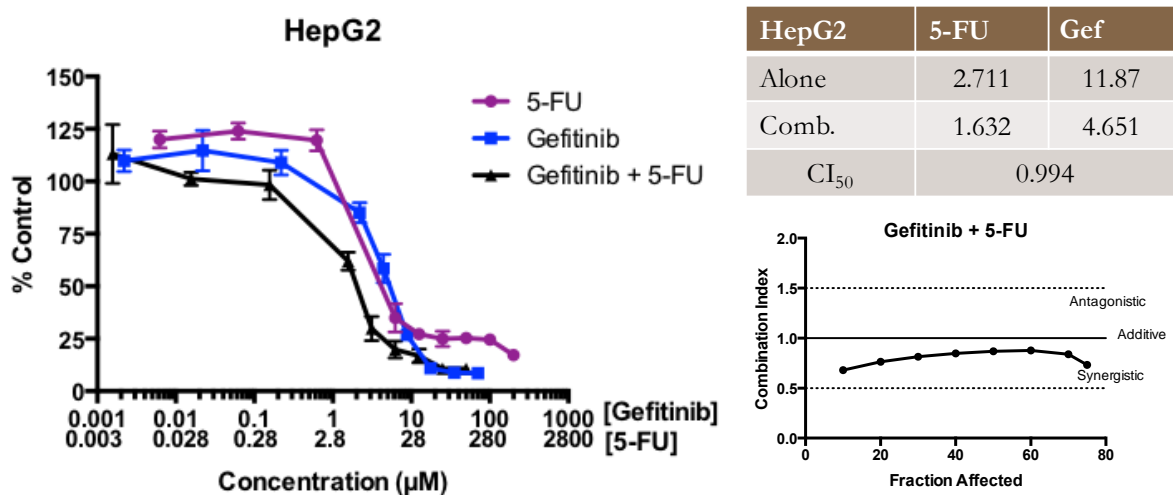 HepG2
% Control
150
125
100
75
50
25
0
5-FU
Gefitinib
Gefitinib + 5-FU
0.001 0.01 0.1 1 10 100 1000 [Gefitinib]
0.003 0.028 0.28 2.8 28 280 2800 [5-FU]
Concentration (µM)
HepG2 5-FU Gef
Alone 2.711 11.87
Comb. 1.632 4.651
CI50 0.994
Gefitinib + 5-FU
Combination Index
2.0
1.5
1.0
0.5
0.0
Antagonistic
Additive
Synergistic
0 20 40 60 80
Fraction Affected